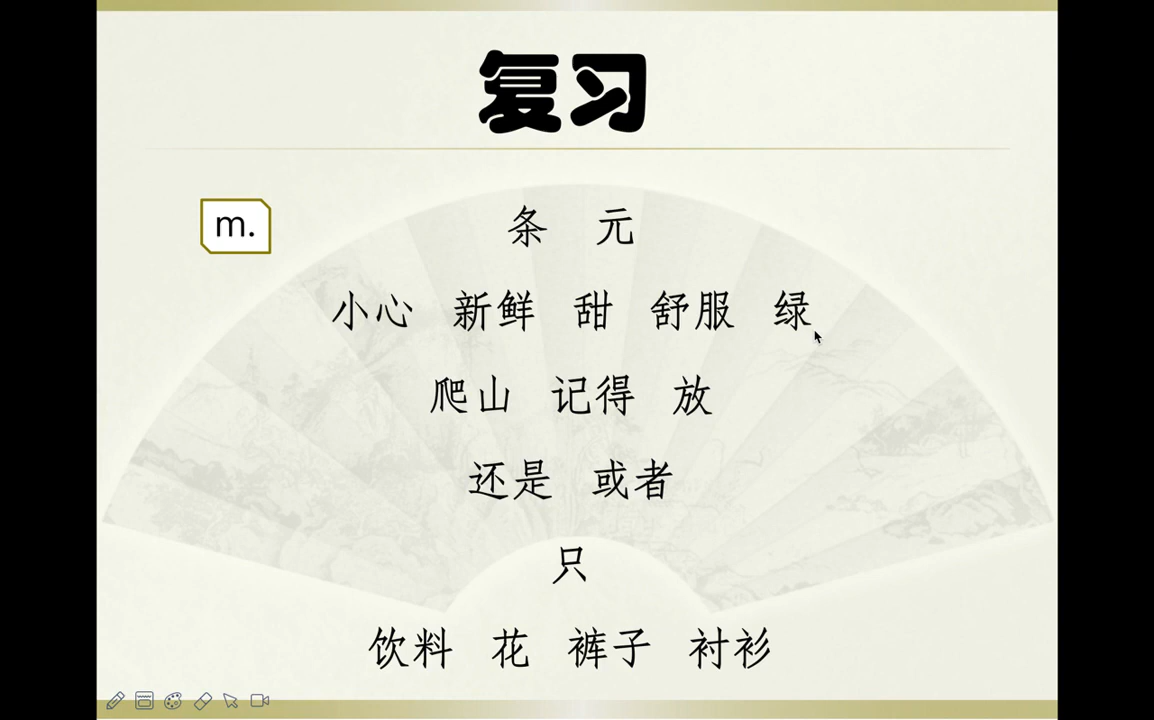 复习
m.
条 元
小心 新鲜 甜 舒服 绿
爬山 记得 放
还是 或者
只
饮料 花 裤子 衬衫